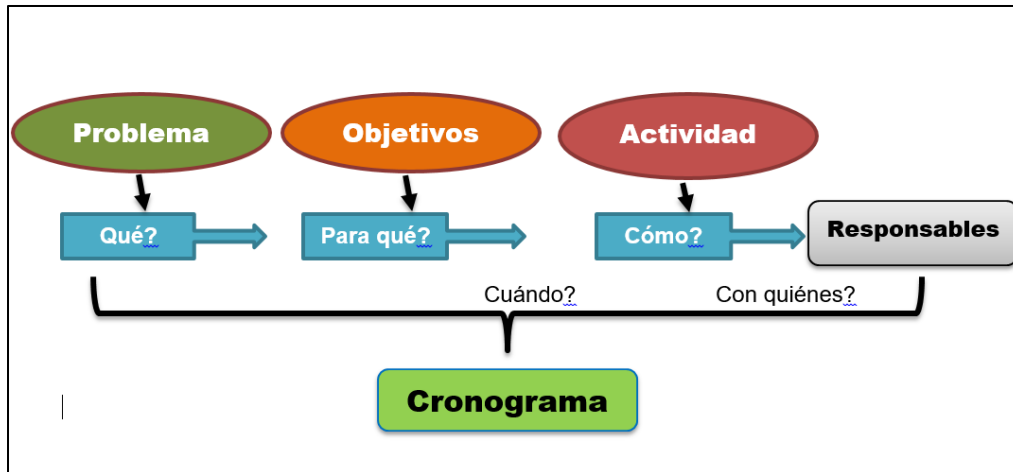 Problema
Objetivos
Actividad
Qué?
Para qué?
Cómo?
Responsables
Cuándo?
Con quiénes?
Cronograma